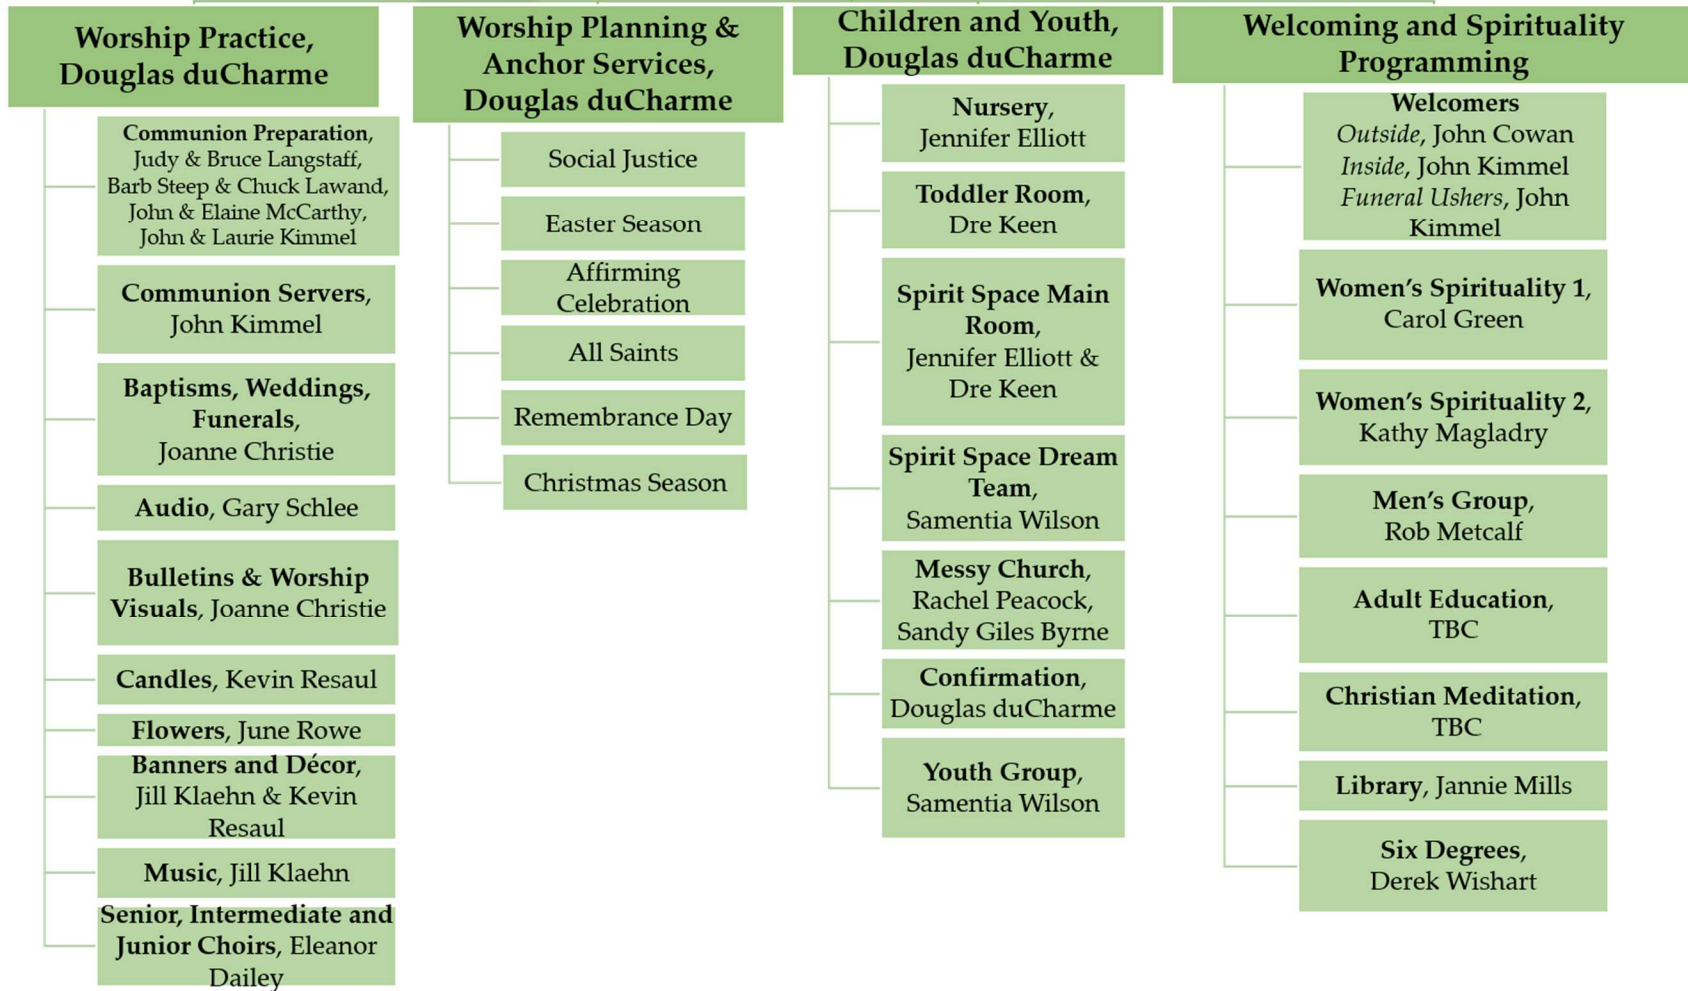 Worship Practice,
Douglas duCharme
Communion Preparation,
Judy & Bruce Langstaff,
Barb Steep & Chuck Lawand,
John & Elaine McCarthy,
John & Laurie Kimmel
Communion Servers,
John Kimmel
Baptisms, Weddings,
Funerals,
Joanne Christie
Audio, Gary Schlee
Bulletins & Worship
Visuals, Joanne Christie
Candles, Kevin Resaul
Flowers, June Rowe
Banners and Décor,
Jill Klaehn & Kevin
Resaul
Music, Jill Klaehn
Senior, Intermediate and
Junior Choirs, Eleanor
Dailey
Worship Planning &
Anchor Services,
Douglas duCharme
Social Justice
Easter Season
Affirming
Celebration
All Saints
Remembrance Day
Christmas Season
Children and Youth,
Douglas duCharme
Nursery,
Jennifer Elliott
Toddler Room,
Dre Keen
Spirit Space Main
Room,
Jennifer Elliott &
Dre Keen
Spirit Space Dream
Team,
Samentia Wilson
Messy Church,
Rachel Peacock,
Sandy Giles Byrne
Confirmation,
Douglas duCharme
Youth Group,
Samentia Wilson
Welcoming and Spirituality
Programming
Welcomers
Outside, John Cowan
Inside, John Kimmel
Funeral Ushers, John
Kimmel
Women's Spirituality 1,
Carol Green
Women's Spirituality 2,
Kathy Magladry
Men's Group,
Rob Metcalf
Adult Education,
TBC
Christian Meditation,
TBC
Library, Jannie Mills
Six Degrees,
Derek Wishart